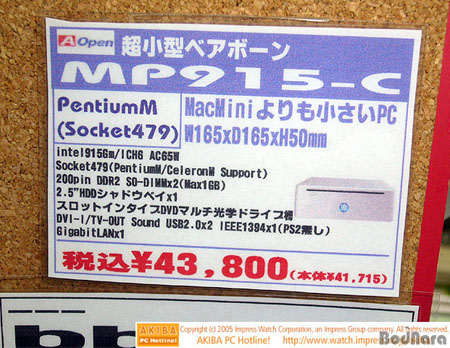 AOpen 超小型ベアボーン
MP915-C
PentiumM
(Socket479)
MacMiniよりも小さいPC
W165xD165xH50mm
intel915Gm/ICH6 AC65W
Socket479(PentiumM/CeleronM Support)
200pin DDR2 SO-DIMMx2(Max1GB)
2.5"HDDシャドウベイx1
スロットインタイプDVDマルチ光学ドライブ搭
DVI-I/TV-OUT Sound USB2.0x2 IEEE1394x1(PS2無し)
GigabitLANx1
税込¥43,800(本体¥41,715)
AKIBA PC Hotline!
Copyright (c) 2005 Impress Watch Corporation, an Impress Group company. All rights
AKIBA PC Hotline! http://www.watch.impress
Bodnara